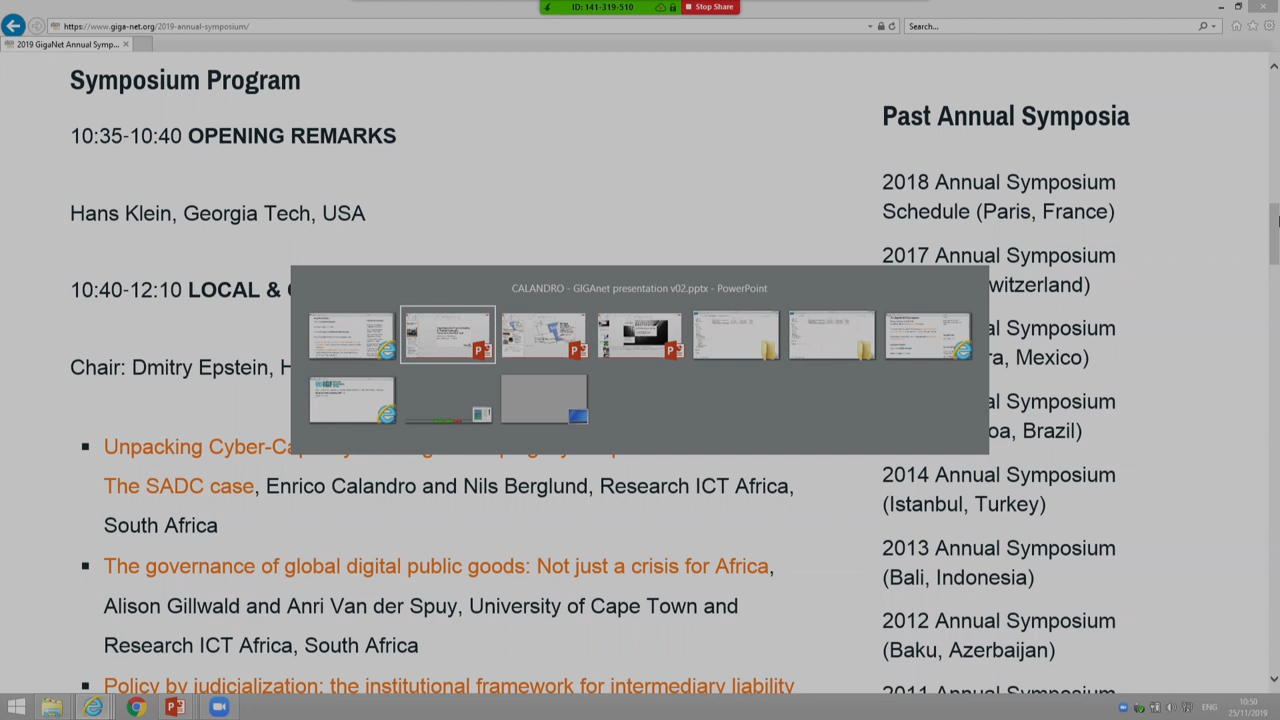 ID: 141-319-510
Stop Share
https://www.giga-net.org/2019-annual-symposium/
Search...
2019 GigaNet Annual Symp...
Symposium Program
10:35-10:40 OPENING REMARKS
Hans Klein, Georgia Tech, USA
10:40-12:10 LOCAL &
Chair: Dmitry Epstein, H
Unpacking Cyber-Ca
The SADC case, Enrico Calandro and Nils Berglund, Research ICT Africa,
South Africa
The governance of global digital public goods: Not just a crisis for Africa,
Alison Gillwald and Anri Van der Spuy, University of Cape Town and
Research ICT Africa, South Africa
Policy by judicialization: the institutional framework for intermediary liability
CALANDRO - GIGAnet presentation v02.pptx - PowerPoint
Past Annual Symposia
2018 Annual Symposium
Schedule (Paris, France)
2017 Annual Symposium
witzerland)
al Symposium
ra, Mexico)
al Symposium
oa, Brazil)
2014 Annual Symposium
(Istanbul, Turkey)
2013 Annual Symposium
(Bali, Indonesia)
2012 Annual Symposium
(Baku, Azerbaijan)
2011 Annual Symposium
ENG
10:50
25/11/2019